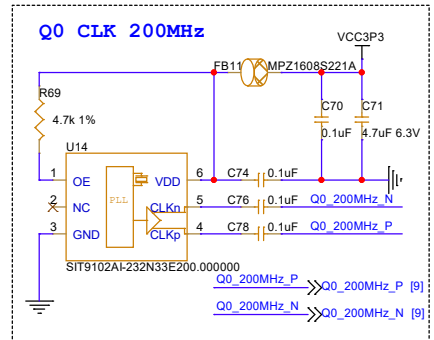 Q0 CLK 200MHz
VCC3P3
FB11 MPZ1608S221A
R69
4.7k 1%
C70
0.1uF
C71
4.7uF 6.3V
U14
1 OE
VDD 6
C74 0.1uF
2 NC
PLL
CLKn 5
C76 0.1uF
Q0_200MHz_N
3 GND
CLKp 4
C78 0.1uF
Q0_200MHz_P
SIT9102AI-232N33E200.000000
Q0_200MHz_P
Q0_200MHz_P [9]
Q0_200MHz_N
Q0_200MHz_N [9]